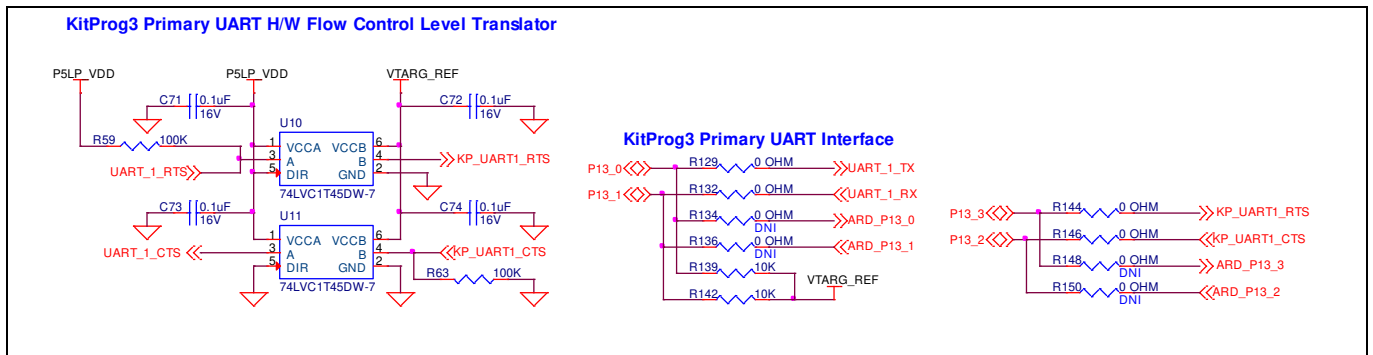 KitProg3 Primary UART H/W Flow Control Level Translator
P5LP_VDD
P5LP_VDD
VTARG_REF
C71
0.1uF
16V
C72
0.1uF
16V
U10
R59
100K
1
VCCA
VCCB
6
3
A
B
4
KP_UART1_RTS
UART_1_RTS
5
DIR
GND
2
74LVC1T45DW-7
C73
0.1uF
16V
U11
C74
0.1uF
16V
1
VCCA
VCCB
6
UART_1_CTS
3
A
B
4
KP_UART1_CTS
5
DIR
GND
2
R63
100K
74LVC1T45DW-7
KitProg3 Primary UART Interface
P13_0
R129
0 OHM
UART_1_TX
P13_1
R132
0 OHM
UART_1_RX
R134
0 OHM
DNI
ARD_P13_0
R136
0 OHM
DNI
ARD_P13_1
R139
10K
R142
10K
VTARG_REF
P13_3
R144
0 OHM
KP_UART1_RTS
P13_2
R146
0 OHM
KP_UART1_CTS
R148
0 OHM
DNI
ARD_P13_3
R150
0 OHM
DNI
ARD_P13_2